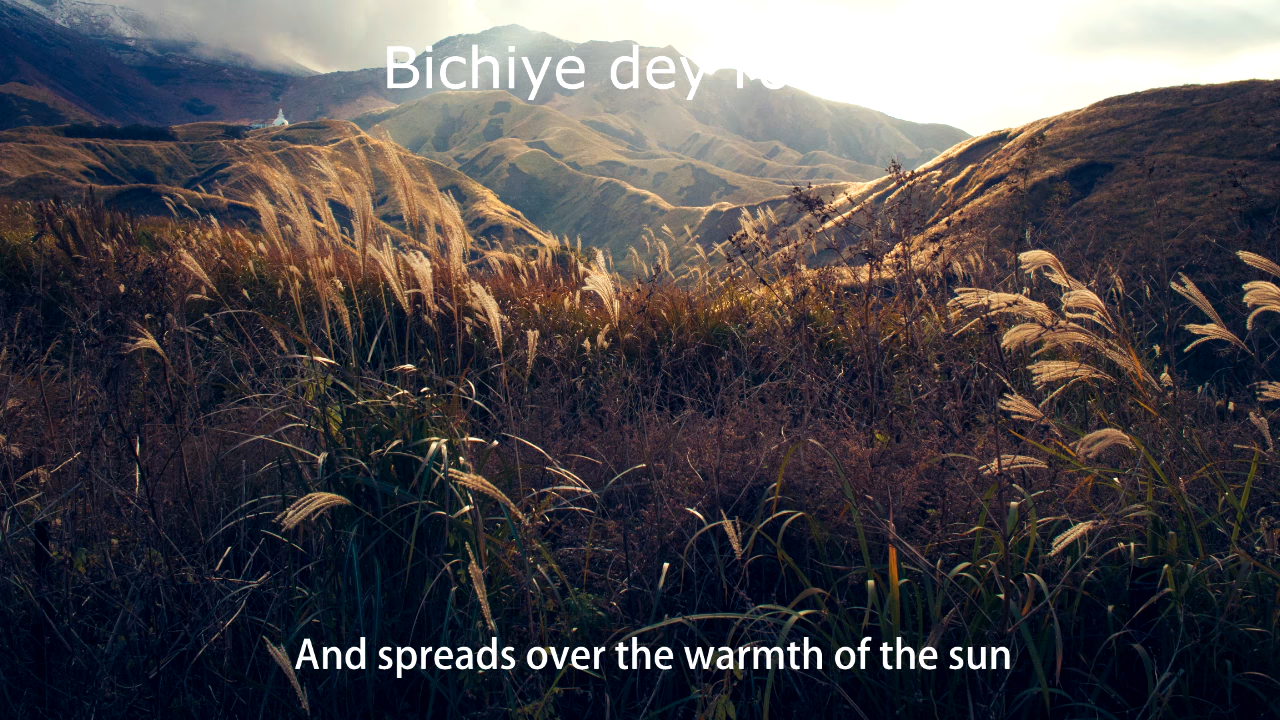 Bichiye dey
And spreads over the warmth of the sun